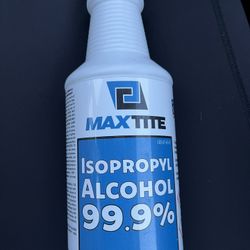 MAXTITE
ISOPROPYL
ALCOHOL
99.9%